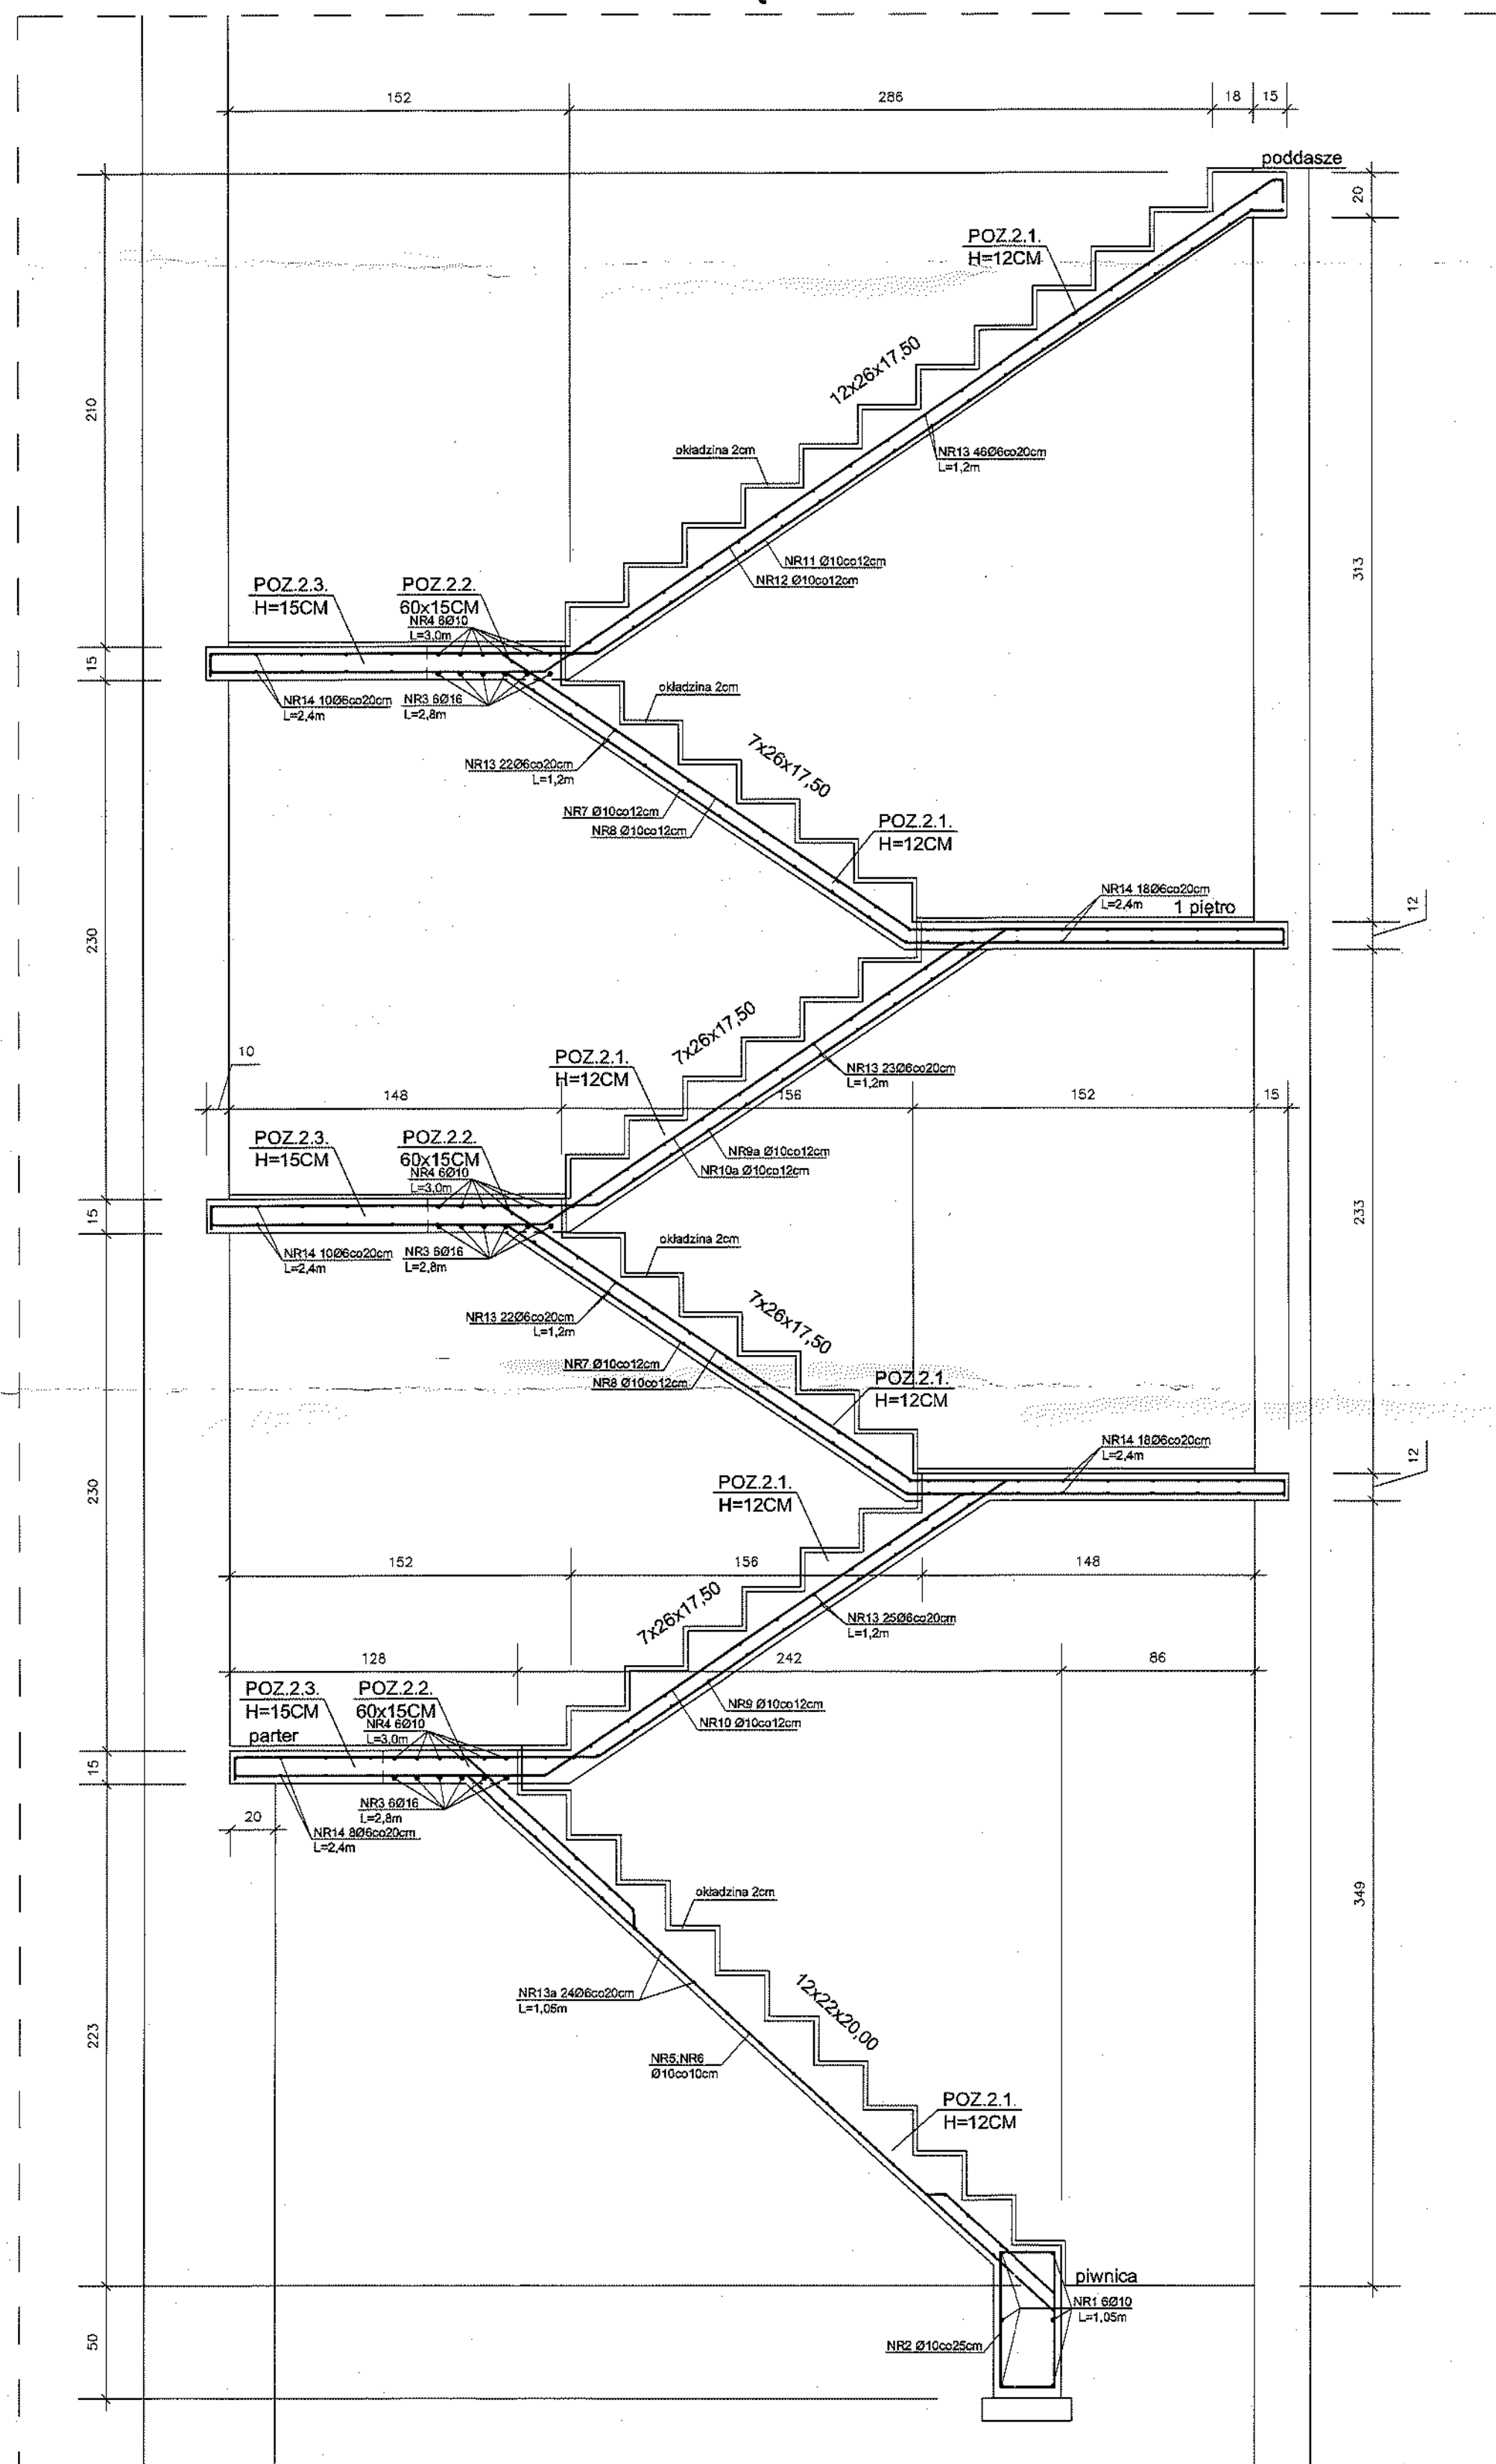 152
286
18
15
poddasze
20
POZ.2.1.
H=12CM
12x26x17,50
210
okładzina 2cm
NR13 46Ø6co20cm
L=1,2m
NR11 Ø10co12cm
NR12 Ø10co12cm
313
POZ.2.3.
H=15CM
POZ.2.2.
60x15CM
NR4 6Ø10
L=3,0m
15
NR14 10Ø6co20cm
L=2,4m
NR3 6Ø16
L=2,8m
okładzina 2cm
7x26x17,50
NR13 22Ø6co20cm
L=1,2m
NR7 Ø10co12cm
NR8 Ø10co12cm
POZ.2.1.
H=12CM
NR14 18Ø6co20cm
L=2,4m
1 piętro
12
230
7x26x17,50
10
POZ.2.1.
H=12CM
NR13 23Ø6co20cm
L=1,2m
148
156
152
15
POZ.2.3.
H=15CM
POZ.2.2.
60x15CM
NR4 6Ø10
L=3,0m
NR9a Ø10co12cm
NR10a Ø10co12cm
15
233
NR14 10Ø6co20cm
L=2,4m
NR3 6Ø16
L=2,8m
okładzina 2cm
7x26x17,50
NR13 22Ø6co20cm
L=1,2m
NR7 Ø10co12cm
NR8 Ø10co12cm
POZ.2.1.
H=12CM
NR14 18Ø6co20cm
L=2,4m
12
230
POZ.2.1.
H=12CM
152
156
148
7x26x17,50
NR13 25Ø6co20cm
L=1,2m
128
242
86
POZ.2.3.
H=15CM
parter
POZ.2.2.
60x15CM
NR4 6Ø10
L=3,0m
NR9 Ø10co12cm
NR10 Ø10co12cm
15
NR3 6Ø16
L=2,8m
20
NR14 8Ø6co20cm
L=2,4m
okładzina 2cm
349
NR13a 24Ø6co20cm
L=1,05m
12x22x20,00
223
NR5;NR6
Ø10co10cm
POZ.2.1.
H=12CM
piwnica
NR1 6Ø10
L=1,05m
50
NR2 Ø10co25cm